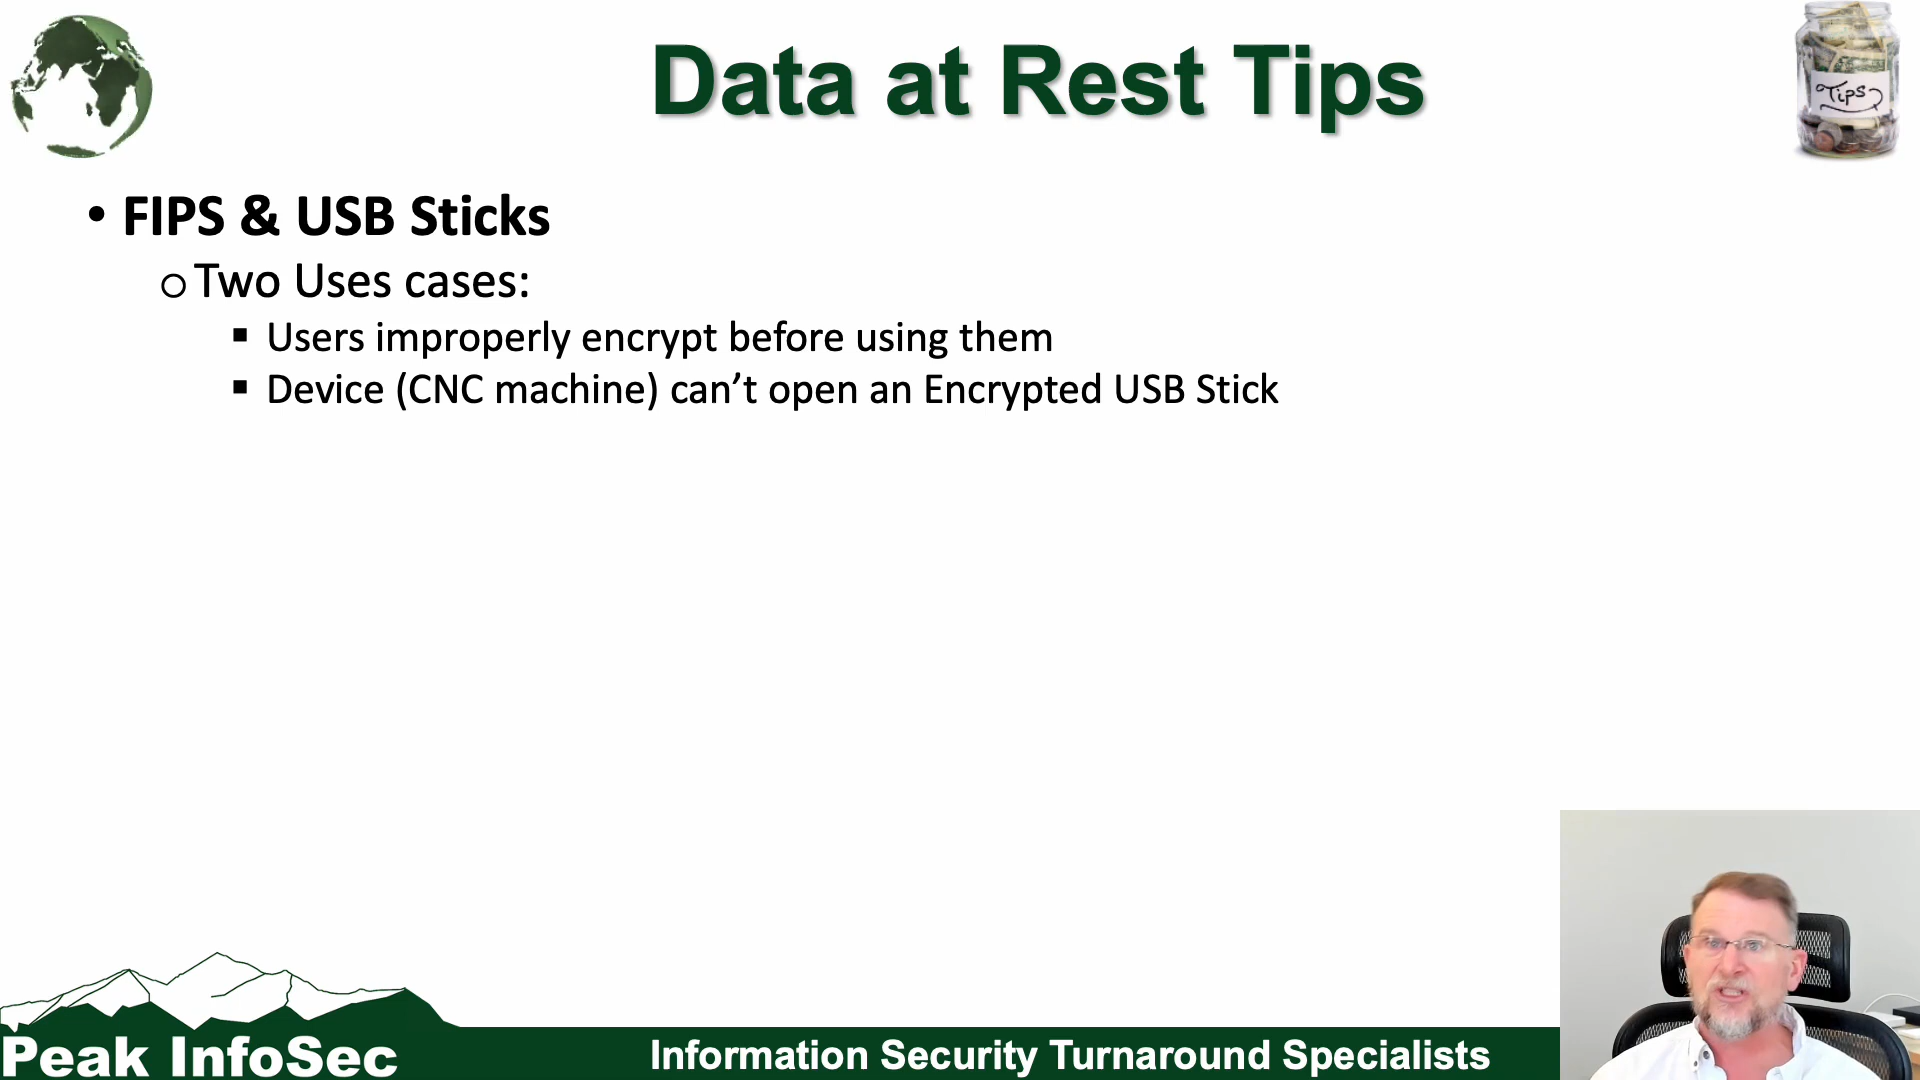 Data at Rest Tips
Tips
• FIPS & USB Sticks
o Two Uses cases:
▪ Users improperly encrypt before using them
▪ Device (CNC machine) can’t open an Encrypted USB Stick
Peak InfoSec
Information Security Turnaround Specialists